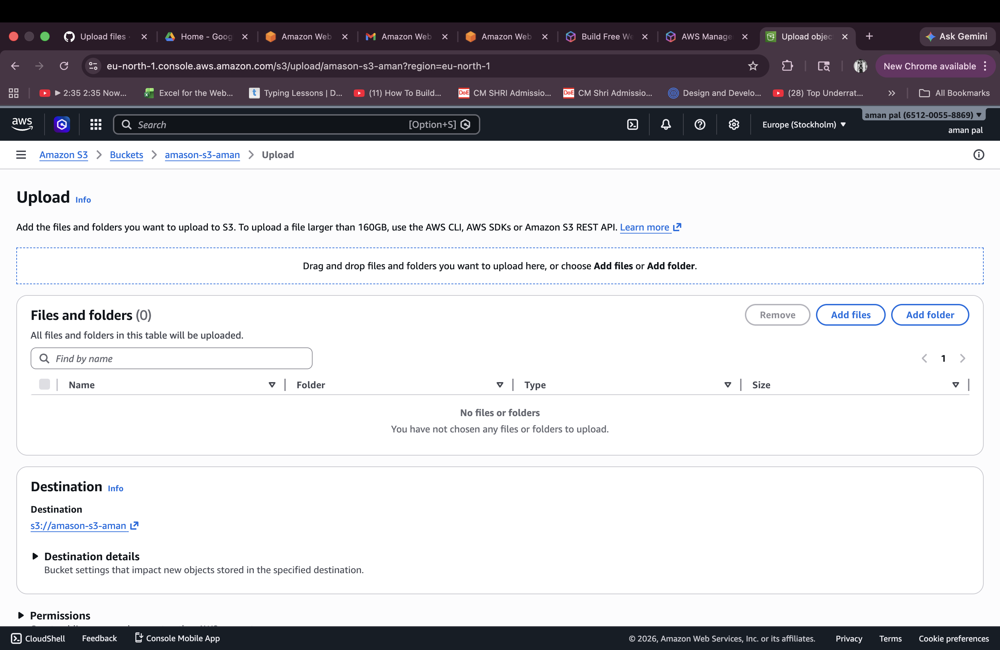 Upload files ·
Home - Goog
Amazon Web
Amazon Web
Amazon Web
Build Free We
AWS Manage
Upload objec
Ask Gemini
eu-north-1.console.aws.amazon.com/s3/upload/amason-s3-aman?region=eu-north-1
New Chrome available
2:35 2:35 Now...
Excel for the Web...
Typing Lessons | D...
(11) How To Build...
CM SHRI Admissio...
CM Shri Admissio...
Design and Develo...
(28) Top Underrat...
All Bookmarks
aws
Search
[Option+S]
Europe (Stockholm)
aman pal (6512-0055-8869)
aman pal
Amazon S3 > Buckets > amason-s3-aman > Upload
Upload Info
Add the files and folders you want to upload to S3. To upload a file larger than 160GB, use the AWS CLI, AWS SDKs or Amazon S3 REST API. Learn more
Drag and drop files and folders you want to upload here, or choose Add files or Add folder.
Files and folders (0)
Remove
Add files
Add folder
All files and folders in this table will be uploaded.
Find by name
1
Name
Folder
Type
Size
No files or folders
You have not chosen any files or folders to upload.
Destination Info
Destination
s3://amason-s3-aman
Destination details
Bucket settings that impact new objects stored in the specified destination.
Permissions
CloudShell
Feedback
Console Mobile App
© 2026, Amazon Web Services, Inc. or its affiliates.
Privacy
Terms
Cookie preferences